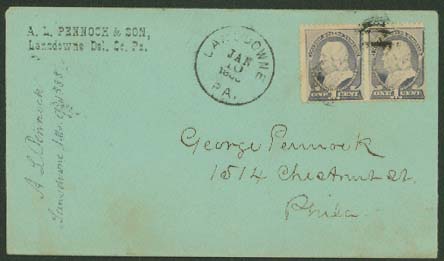 A. L. PENNOCK & SON,
Lansdowne Del. Co. Pa.
A L Pennock
Lansdowne
LANSDOWNE
JAN
10
PA.
ONE CENT
ONE CENT
George Pennock
1514 Chestnut St.
Phila